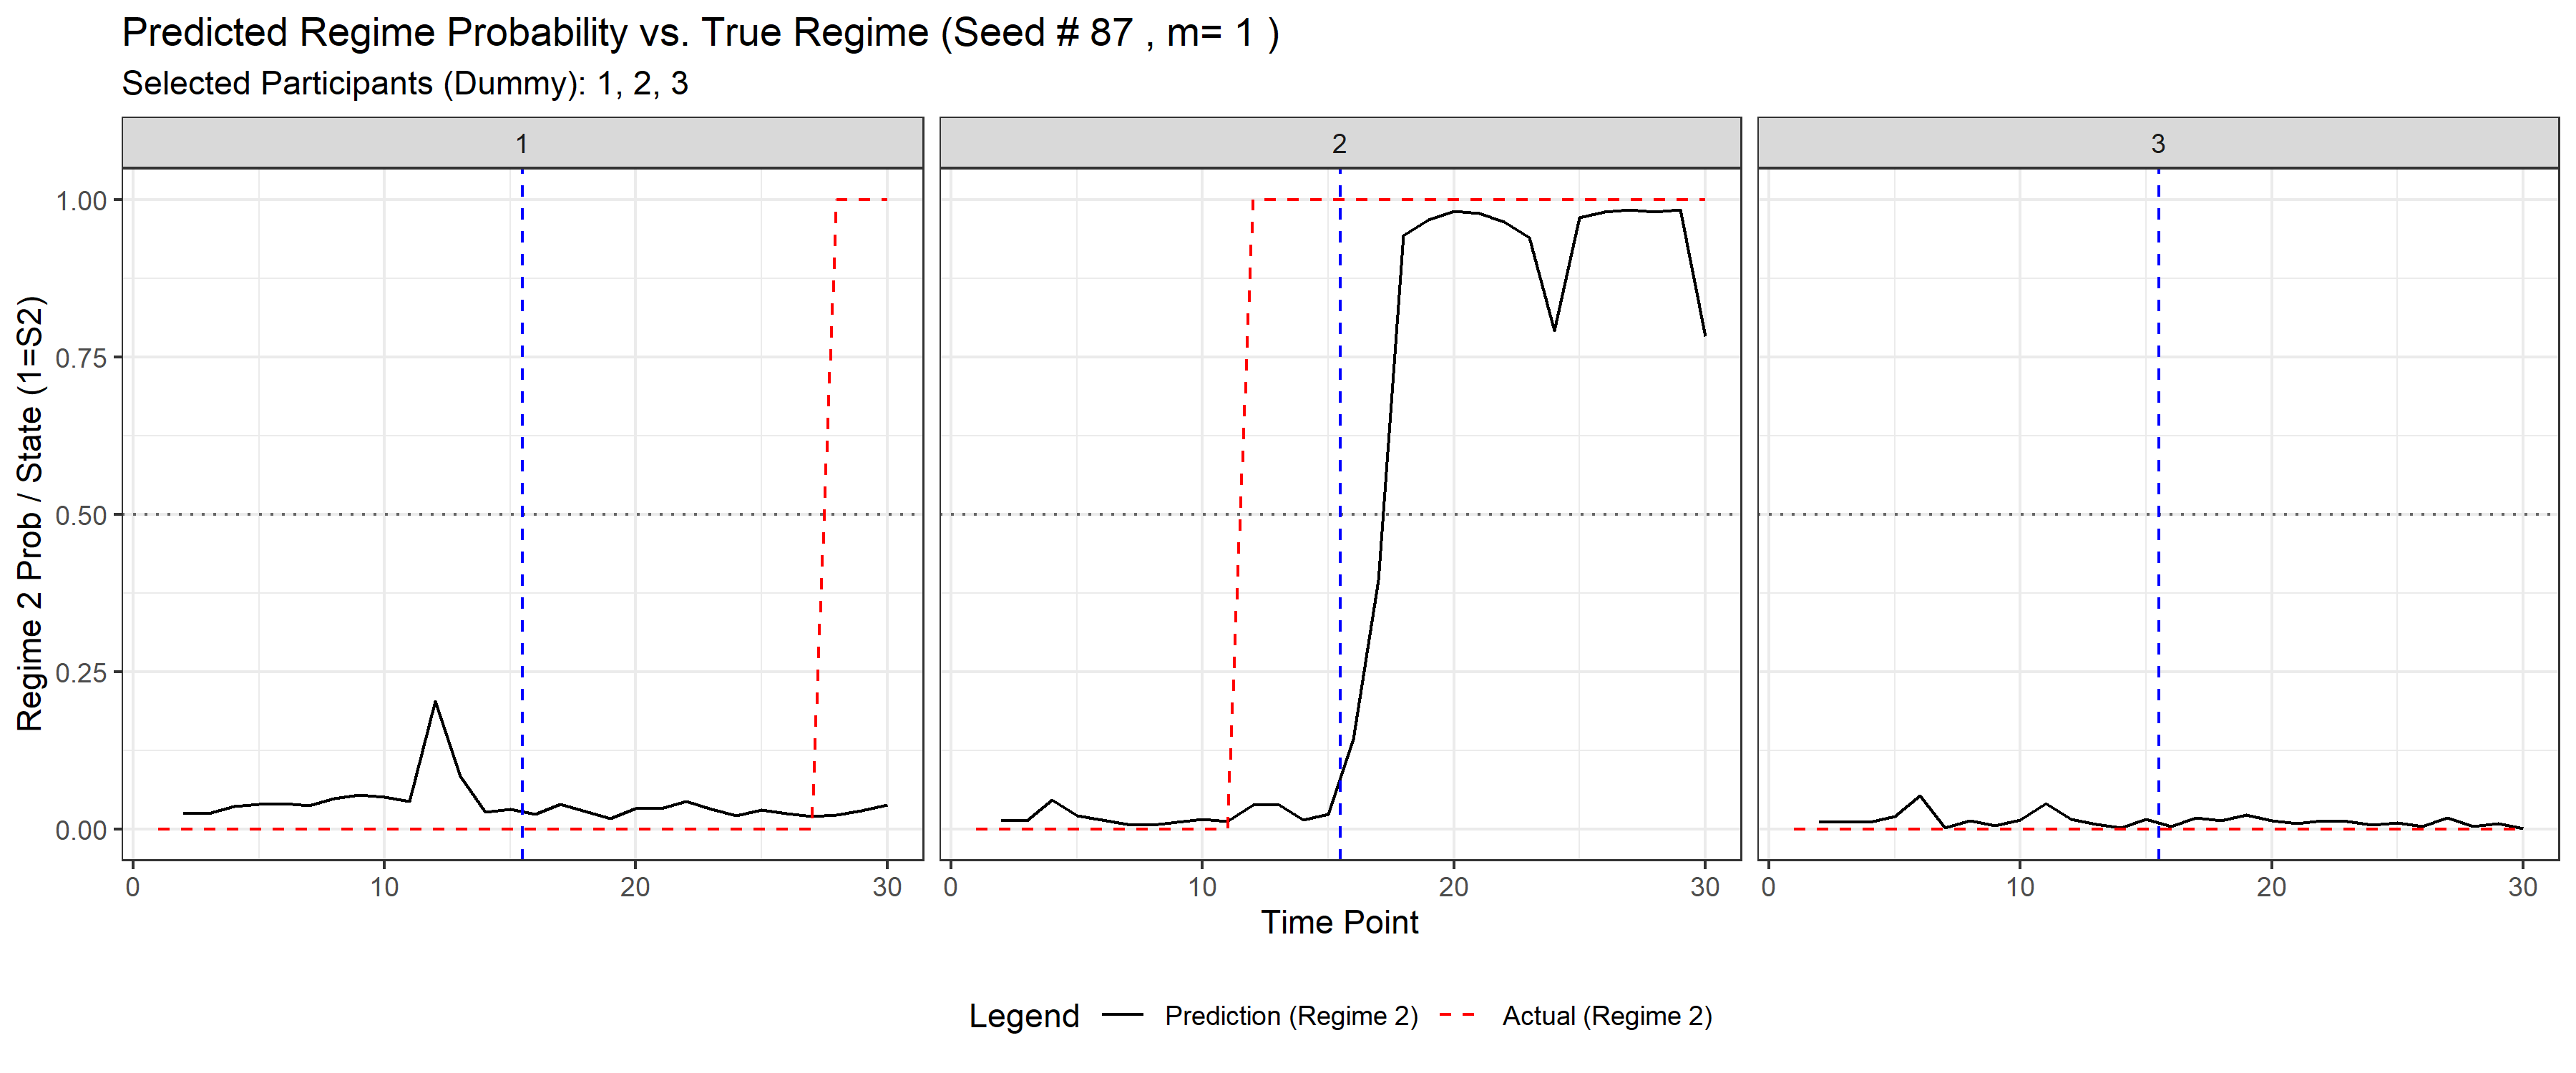 Predicted Regime Probability vs. True Regime (Seed # 87 , m= 1 )
Selected Participants (Dummy): 1, 2, 3
1
2
3
Regime 2 Prob / State (1=S2)
1.00
0.75
0.50
0.25
0.00
0 10 20 30
0 10 20 30
0 10 20 30
Time Point
Legend Prediction (Regime 2) Actual (Regime 2)